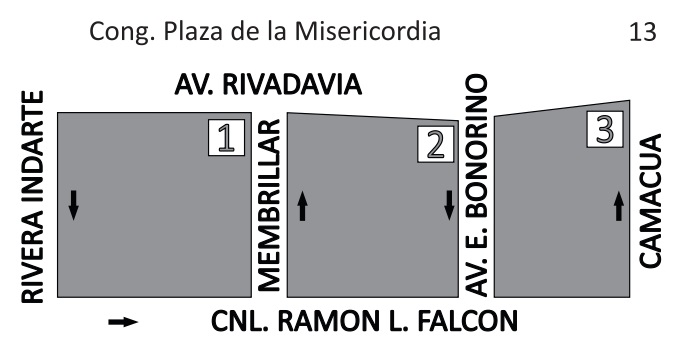 Cong. Plaza de la Misericordia 13
AV. RIVADAVIA
RIVERA INDARTE
1
MEMBRILLAR
2
AV. E. BONORINO
3
CAMACUA
CNL. RAMON L. FALCON